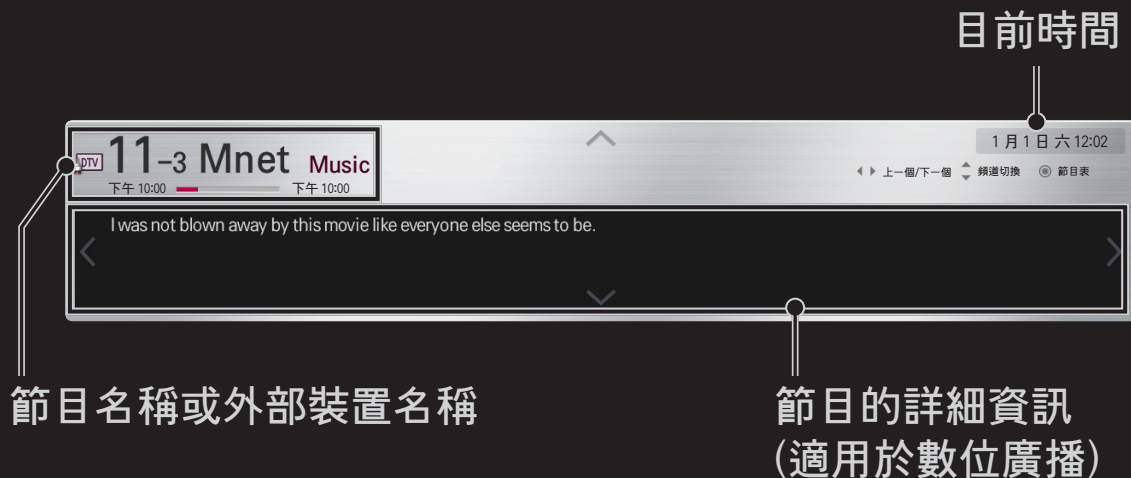 目前時間
DTV 11-3 Mnet Music
下午 10:00 下午 10:00
1 月 1 日 六 12:02
上一個/下一個 頻道切換 節目表
I was not blown away by this movie like everyone else seems to be.
節目名稱或外部裝置名稱
節目的詳細資訊
(適用於數位廣播)